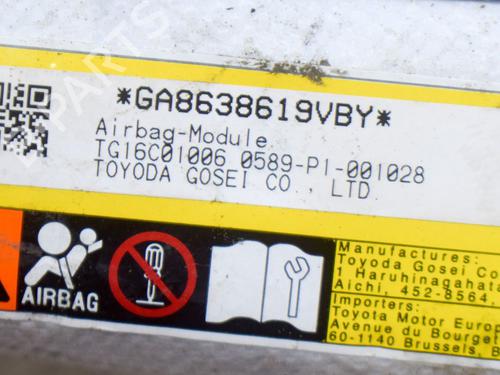 *GA8638619VBY*
Airbag-Module
TG16C01006 0589-P1-001028
TOYODA GOSEI CO., LTD
AIRBAG
Manufactures:
Toyoda Gosei Co
1 Haruhinagahata
Aichi, 452-8564
Importers:
Toyota Motor Europ
Avenue du Bourget
60-1140 Brussels, B
PARTS